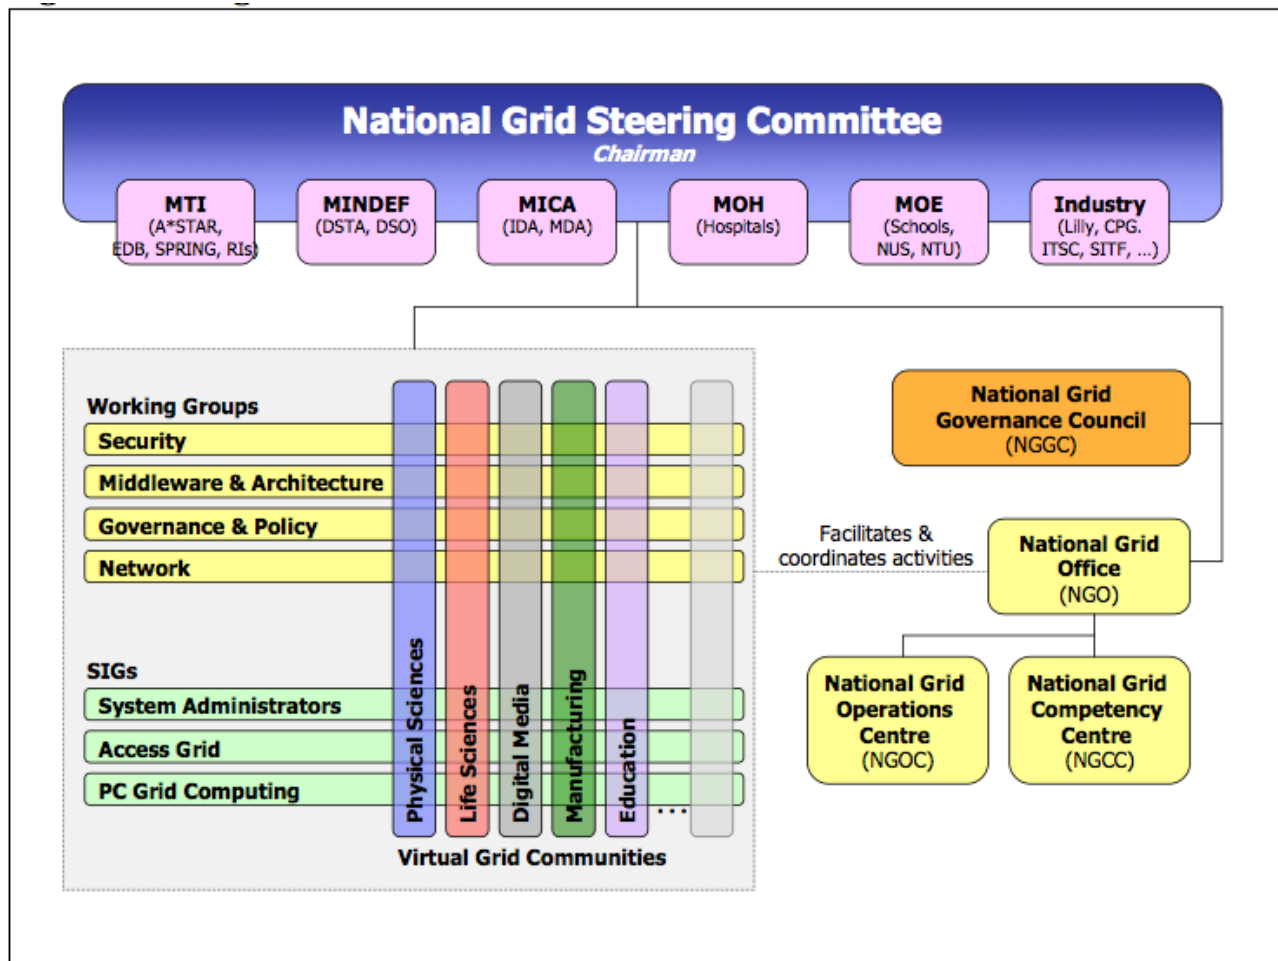 National Grid Steering Committee
Chairman
MTI
(A*STAR,
EDB, SPRING, RIs)
MINDEF
(DSTA, DSO)
MICA
(IDA, MDA)
MOH
(Hospitals)
MOE
(Schools,
NUS, NTU)
Industry
(Lilly, CPG.
ITSC, SITF, ...)
Working Groups
Security
Middleware & Architecture
Governance & Policy
Network
SIGs
System Administrators
Access Grid
PC Grid Computing
Physical Sciences
Life Sciences
Digital Media
Manufacturing
Education
...
Virtual Grid Communities
National Grid
Governance Council
(NGGC)
Facilitates &
coordinates activities
National Grid
Office
(NGO)
National Grid
Operations
Centre
(NGOC)
National Grid
Competency
Centre
(NGCC)